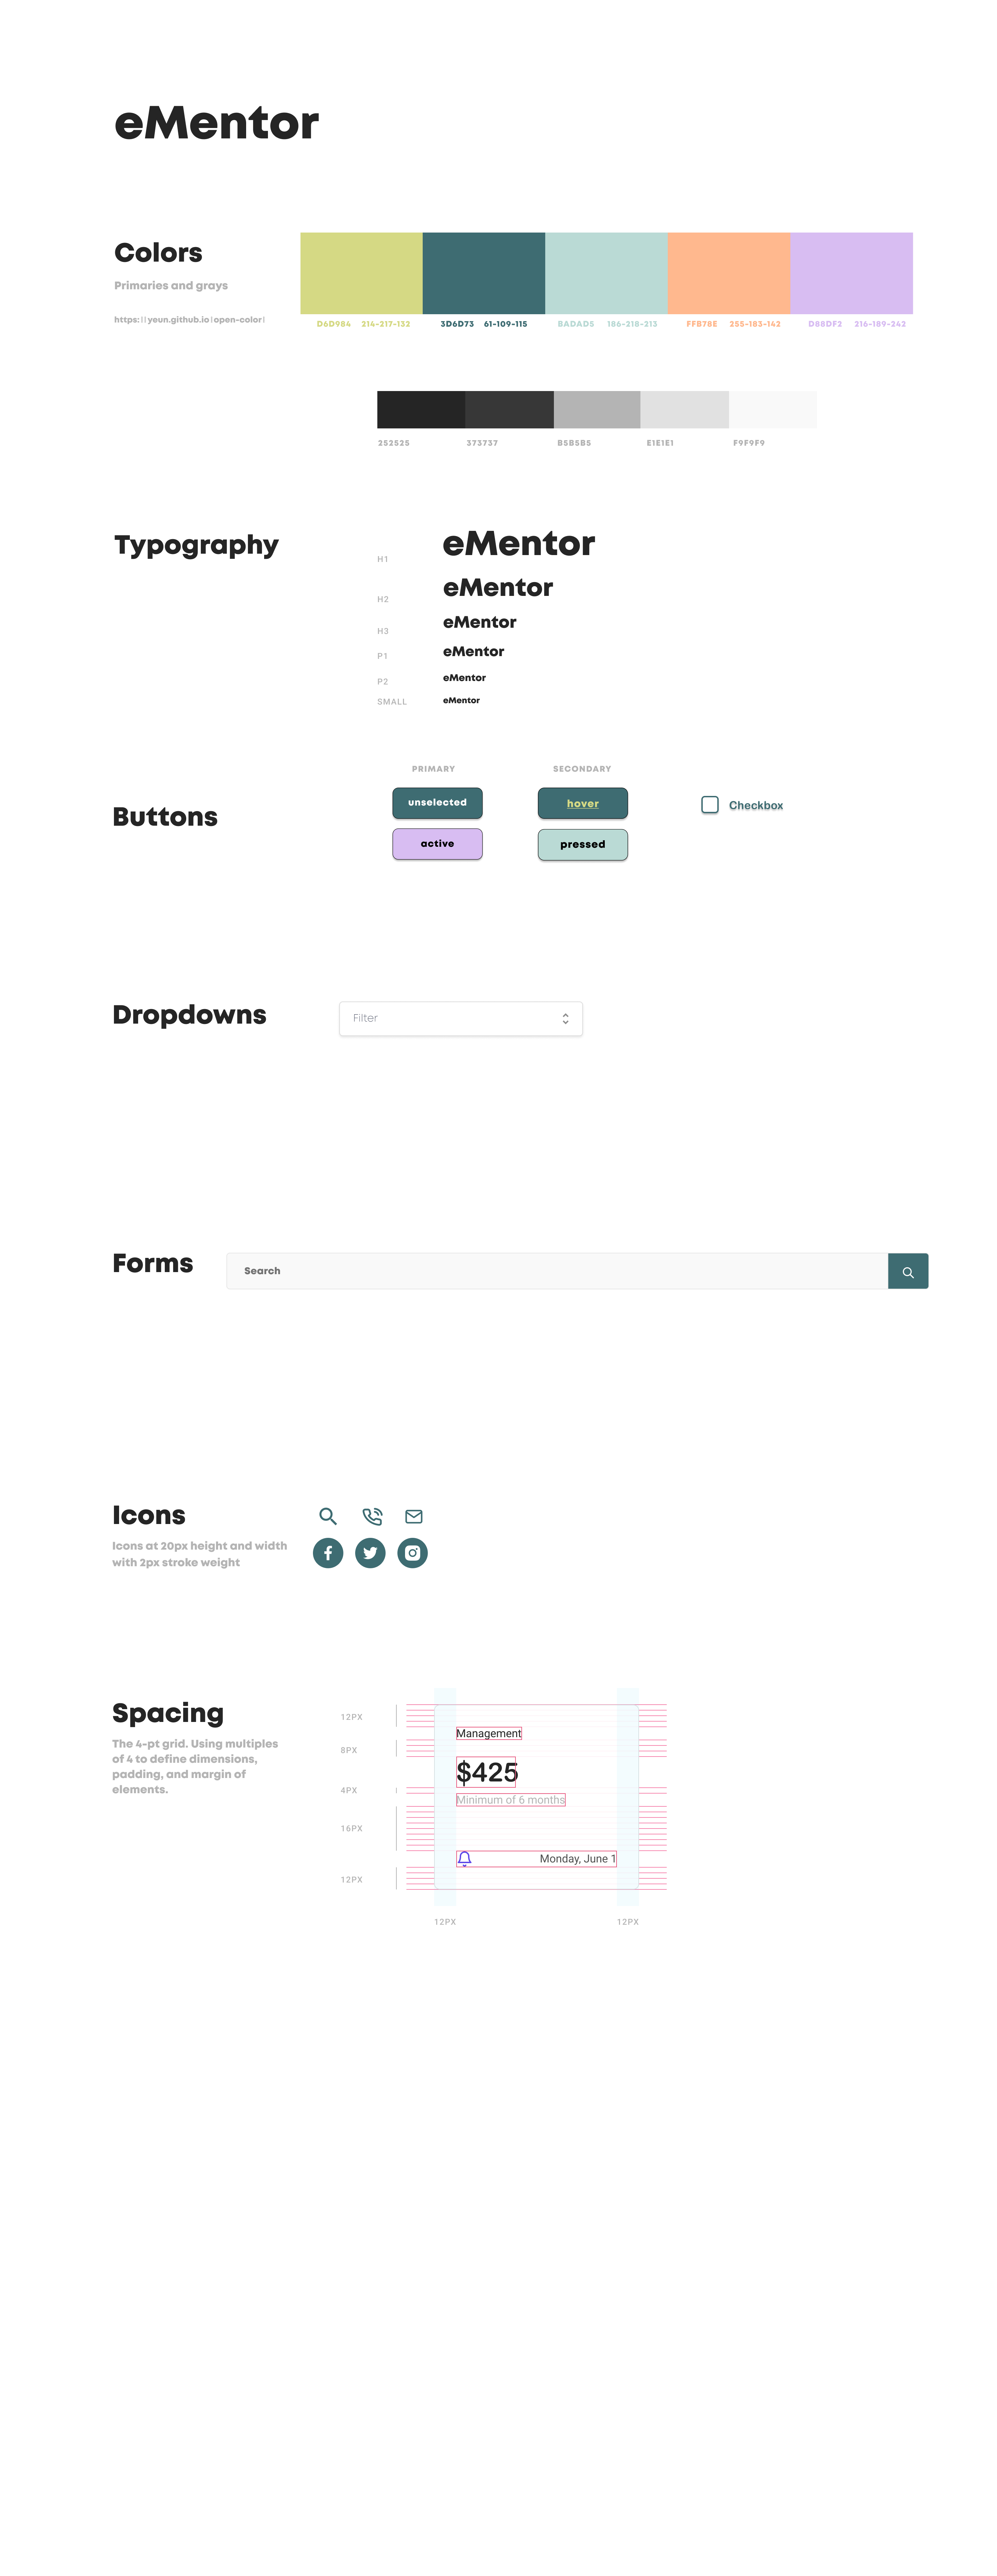 eMentor
Colors
Primaries and grays
https:||yeun.github.io|open-color|
D6D984 214-217-132 3D6D73 61-109-115 BADAD5 186-218-213 FFB78E 255-183-142 D88DF2 216-189-242
252525 373737 B5B5B5 E1E1E1 F9F9F9
Typography
H1 eMentor
H2 eMentor
H3 eMentor
P1 eMentor
P2 eMentor
SMALL eMentor
Buttons
PRIMARY SECONDARY
unselected hover Checkbox
active pressed
Dropdowns
Filter
Forms
Search
Icons
Icons at 20px height and width
with 2px stroke weight
Spacing
The 4-pt grid. Using multiples
of 4 to define dimensions,
padding, and margin of
elements.
12PX
Management
8PX
$425
4PX
Minimum of 6 months
16PX
Monday, June 1
12PX
12PX 12PX